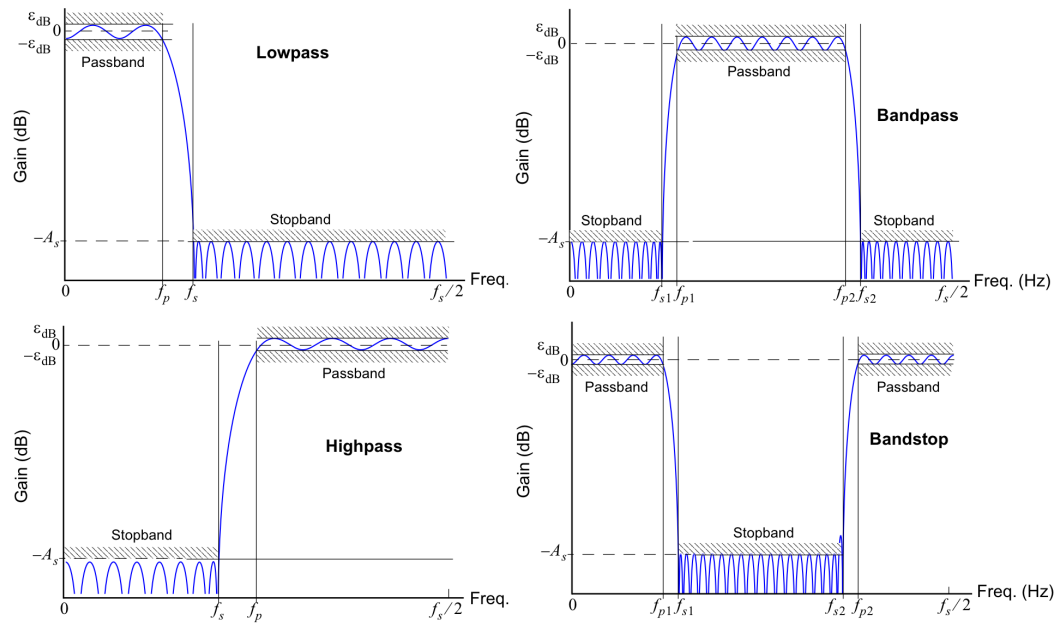 εdB
0
−εdB
Passband
Lowpass
Gain (dB)
Stopband
−As
Freq.
0
fp
fs
fs/2
εdB
0
−εdB
Passband
Bandpass
Gain (dB)
Stopband
Stopband
−As
Freq. (Hz)
0
fs1 fp1
fp2 fs2
fs/2
εdB
0
−εdB
Passband
Highpass
Gain (dB)
Stopband
−As
Freq.
0
fs
fp
fs/2
εdB
0
−εdB
Passband
Passband
Bandstop
Gain (dB)
Stopband
−As
Freq. (Hz)
0
fp1 fs1
fs2 fp2
fs/2